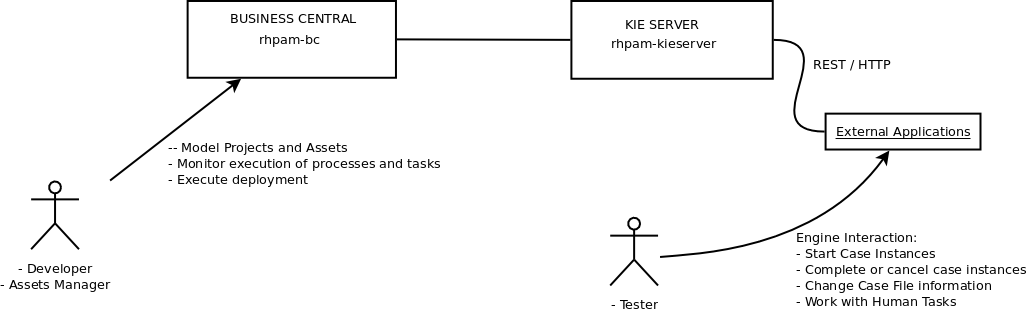 BUSINESS CENTRAL
rhpam-bc
KIE SERVER
rhpam-kieserver
REST / HTTP
External Applications
-- Model Projects and Assets
- Monitor execution of processes and tasks
- Execute deployment
- Developer
- Assets Manager
Engine Interaction:
- Start Case Instances
- Complete or cancel case instances
- Change Case File information
- Work with Human Tasks
- Tester